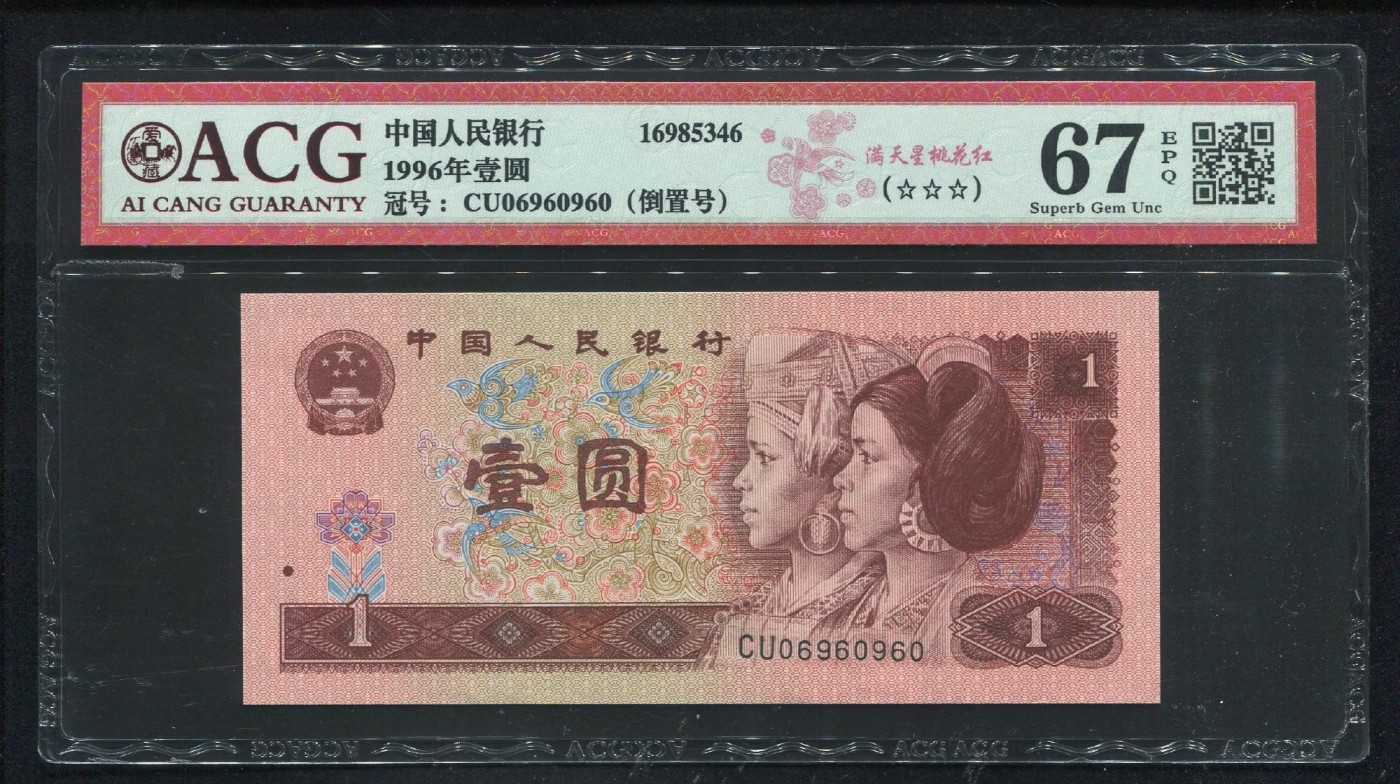 ACG
AI CANG GUARANTY
中国人民银行
16985346
1996年壹圆
冠号：CU06960960（倒置号）
满天星桃花红
(☆☆☆)
67
EPQ
Superb Gem Unc
中国人民银行
1
壹圆
1
CU06960960
1